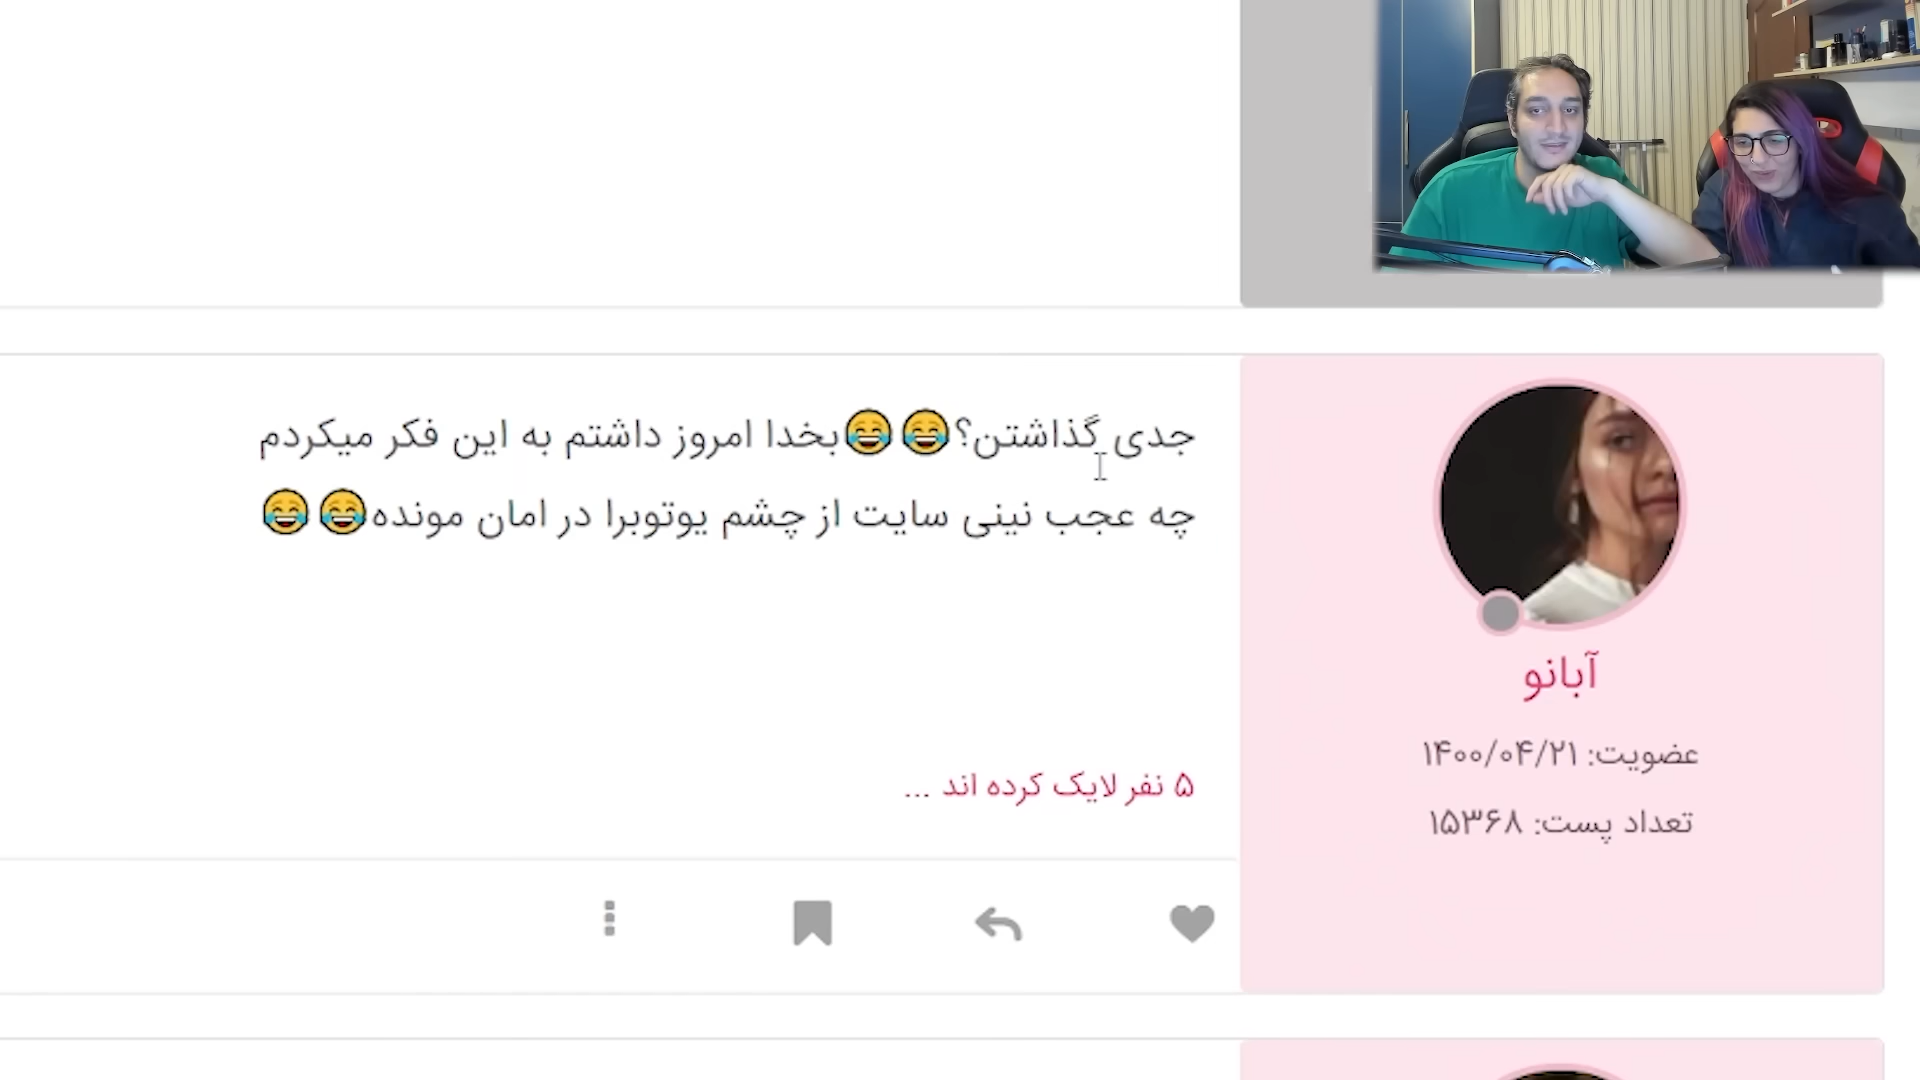 جدی گذاشتن؟😂😂بخدا امروز داشتم به این فکر میکردم
چه عجب نینی سایت از چشم یوتوبرا در امان مونده😂😂
۵ نفر لایک کرده اند ...
آبانو
عضویت: ۱۴۰۰/۰۴/۲۱
تعداد پست: ۱۵۳۶۸